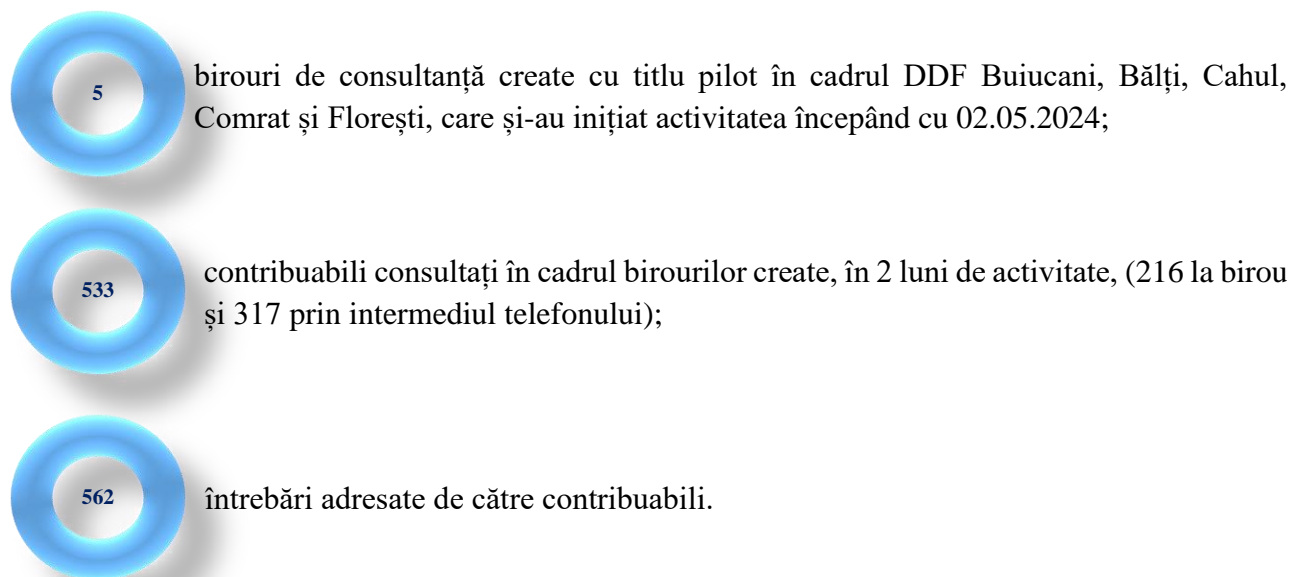 5
birouri de consultanță create cu titlu pilot în cadrul DDF Buiucani, Bălți, Cahul,
Comrat și Florești, care și-au inițiat activitatea începând cu 02.05.2024;
533
contribuabili consultați în cadrul birourilor create, în 2 luni de activitate, (216 la birou
și 317 prin intermediul telefonului);
562
întrebări adresate de către contribuabili.